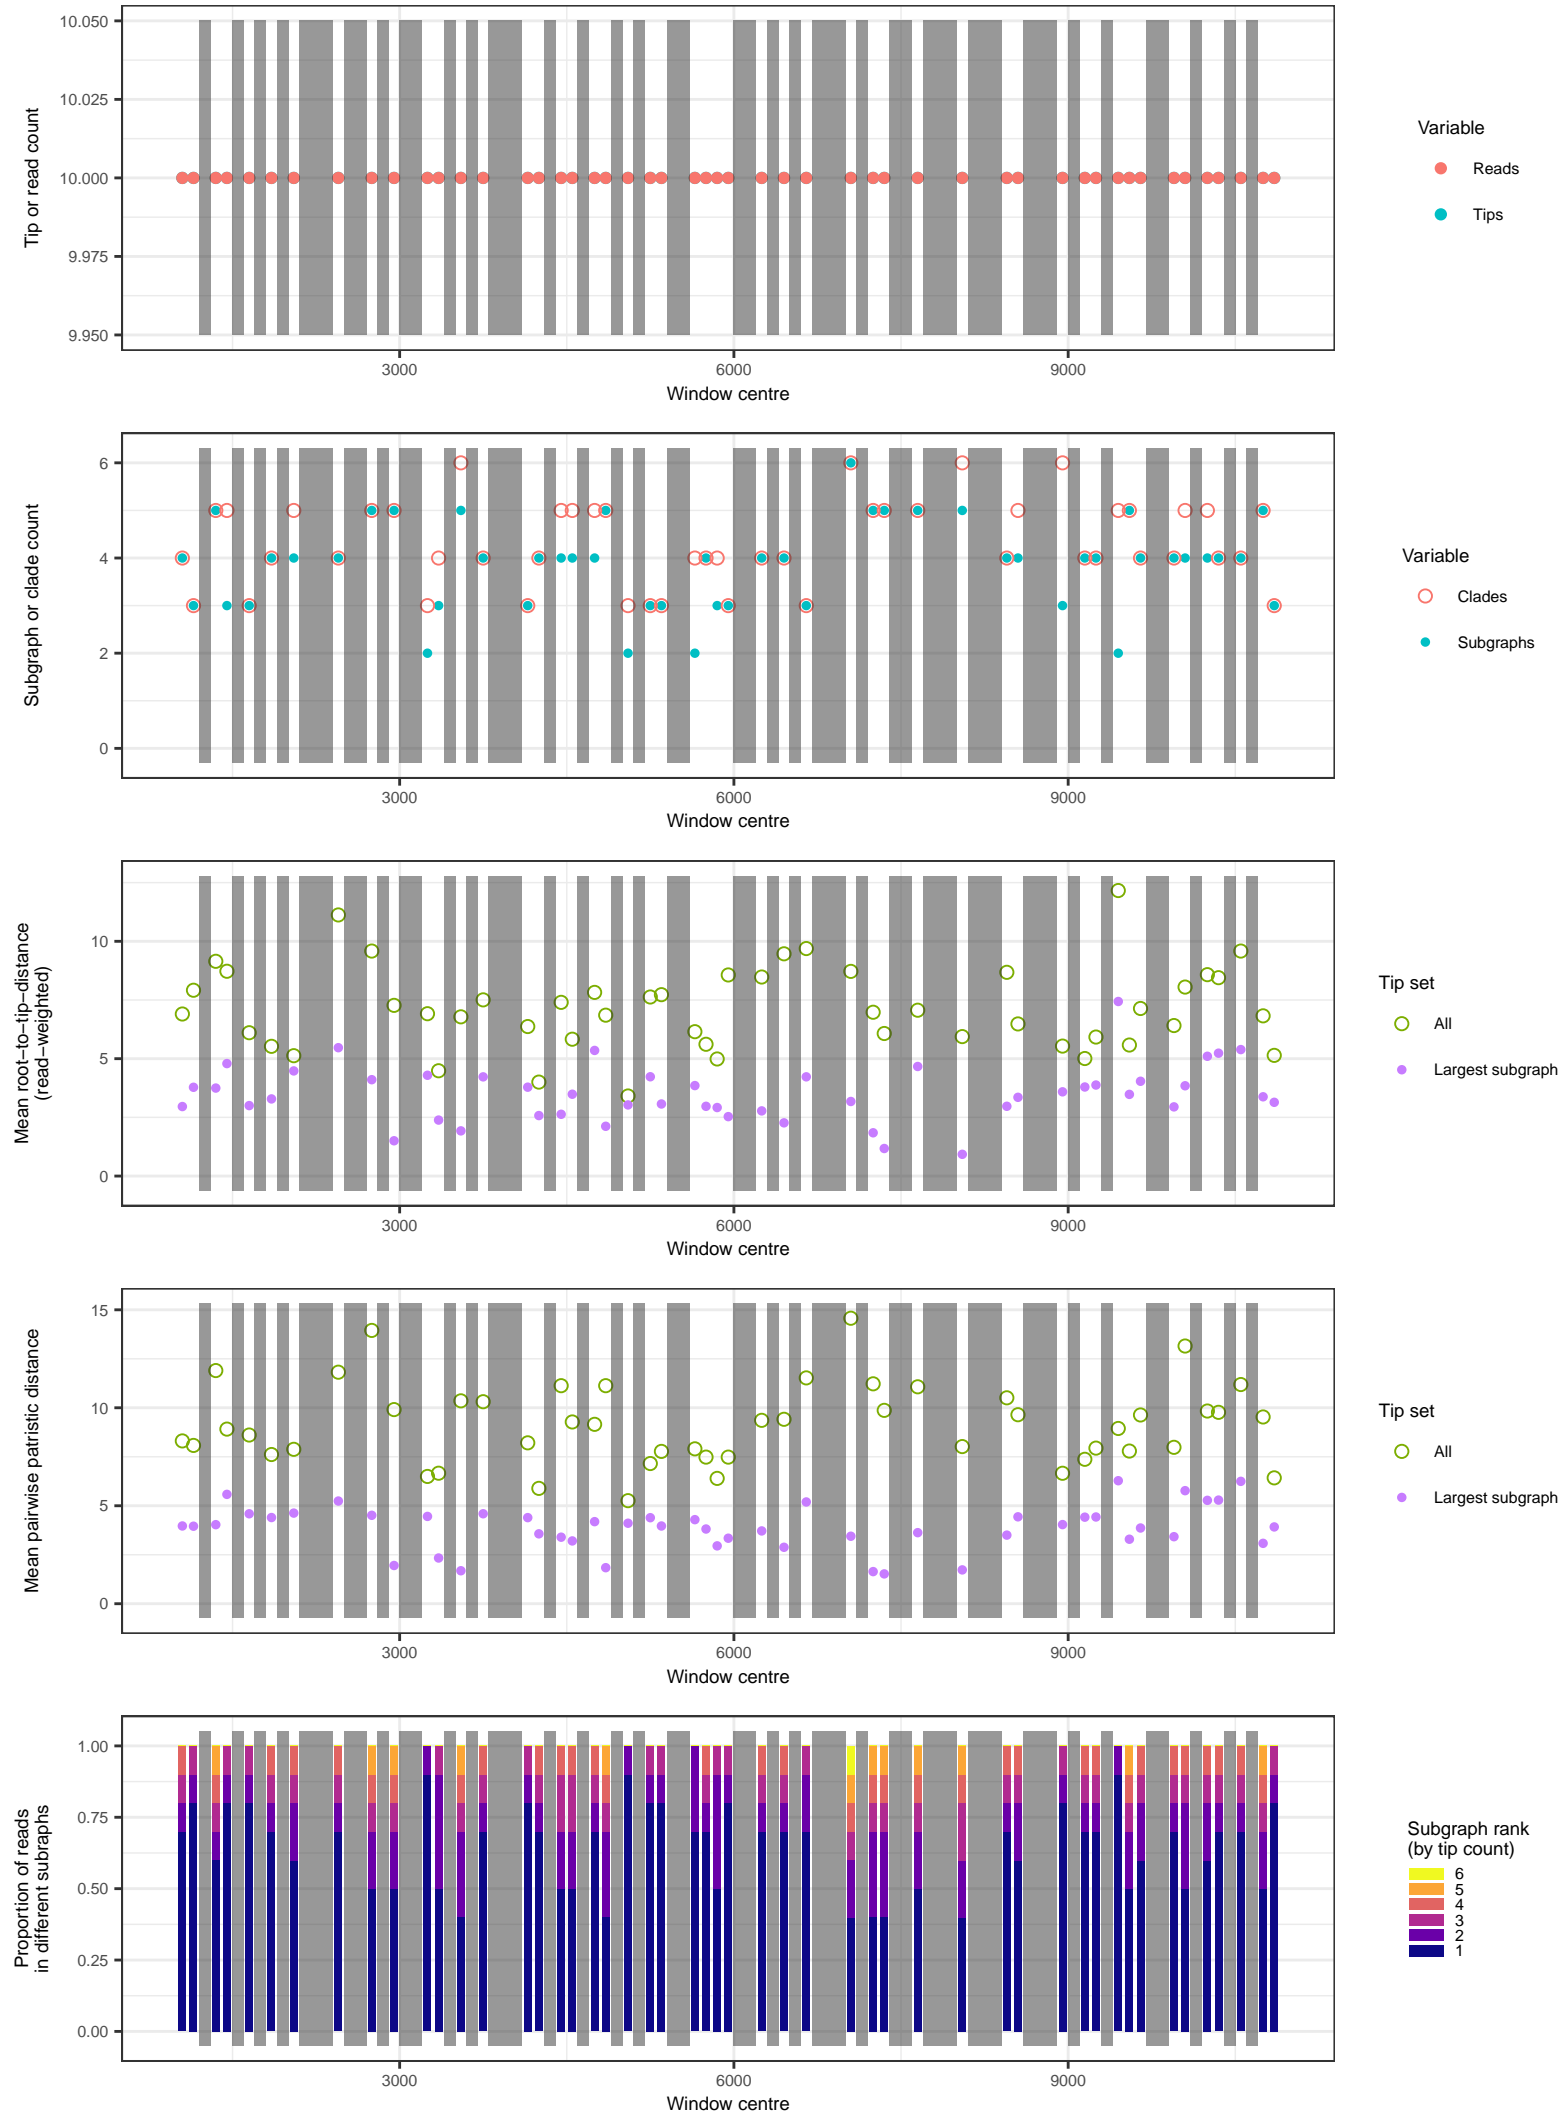 10.050
10.025
10.000
9.975
9.950
Tip or read count
3000
6000
9000
Window centre
Variable
Reads
Tips
6
4
2
0
Subgraph or clade count
3000
6000
9000
Window centre
Variable
Clades
Subgraphs
10
5
0
Mean root−to−tip−distance
(read−weighted)
3000
6000
9000
Window centre
Tip set
All
Largest subgraph
15
10
5
0
Mean pairwise patristic distance
3000
6000
9000
Window centre
Tip set
All
Largest subgraph
1.00
0.75
0.50
0.25
0.00
Proportion of reads
in different subraphs
3000
6000
9000
Window centre
Subgraph rank
(by tip count)
6
5
4
3
2
1